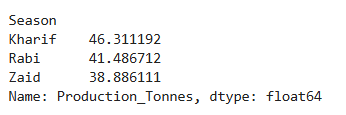 Season
Kharif    46.311192
Rabi      41.486712
Zaid      38.886111
Name: Production_Tonnes, dtype: float64